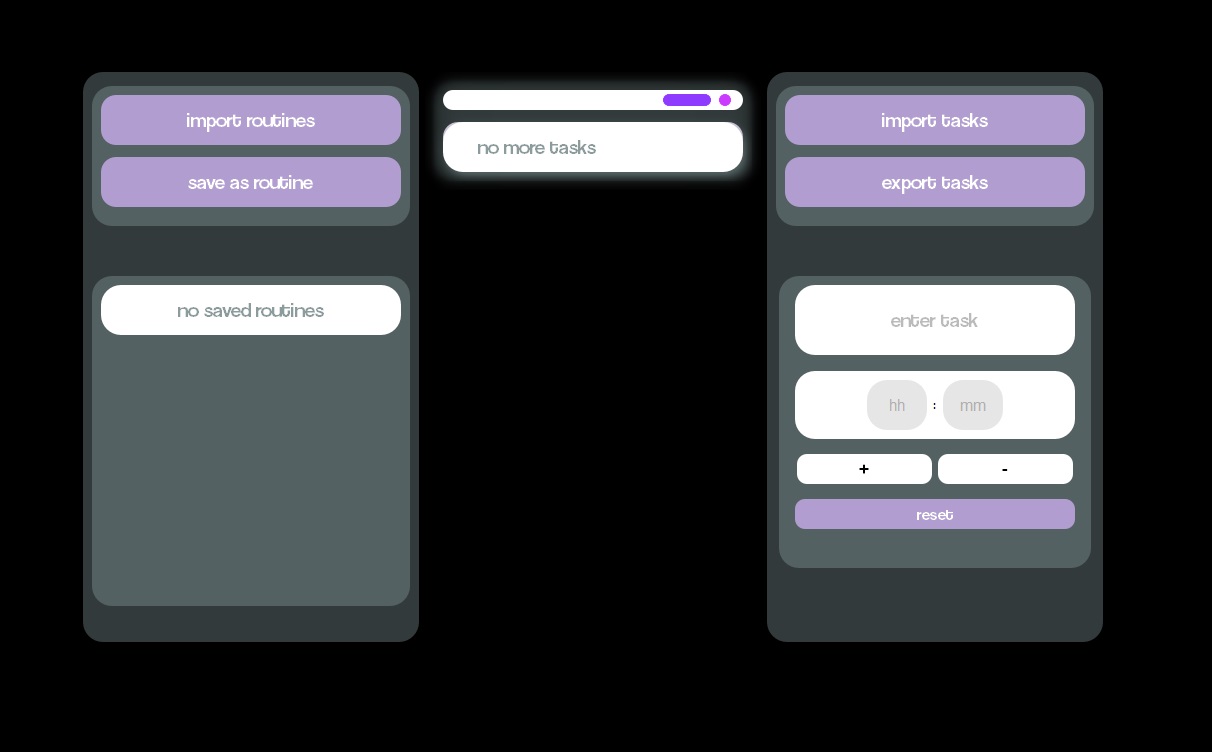 import routines
save as routine
no saved routines
no more tasks
import tasks
export tasks
enter task
hh : mm
+ -
reset